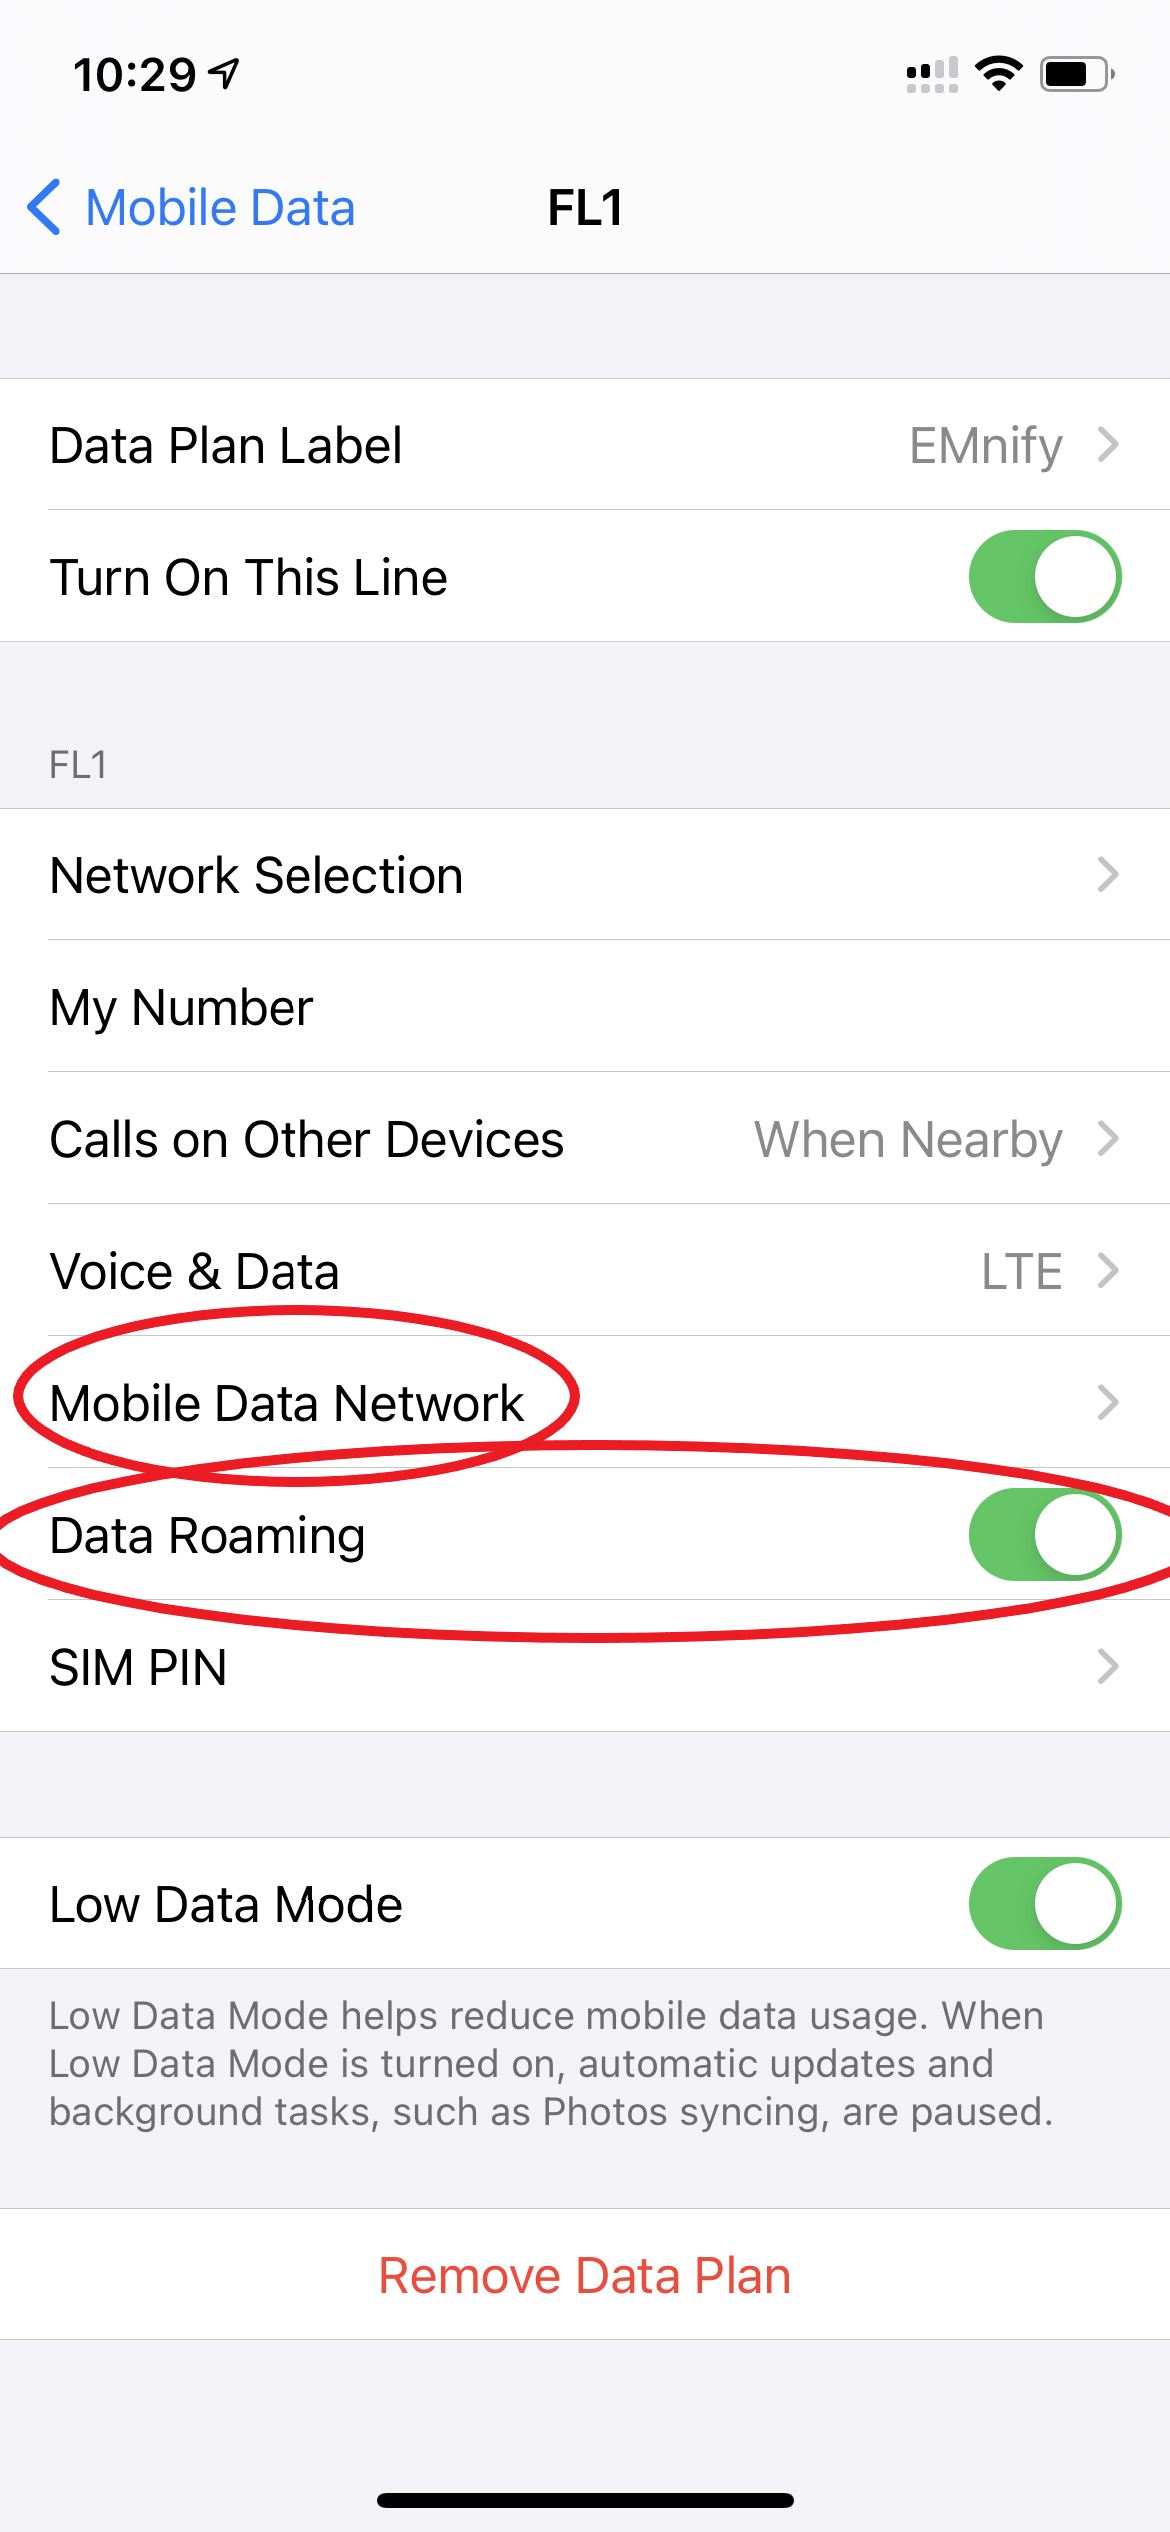 10:29
Mobile Data
FL1
Data Plan Label EMnify
Turn On This Line
FL1
Network Selection
My Number
Calls on Other Devices When Nearby
Voice & Data LTE
Mobile Data Network
Data Roaming
SIM PIN
Low Data Mode
Low Data Mode helps reduce mobile data usage. When
Low Data Mode is turned on, automatic updates and
background tasks, such as Photos syncing, are paused.
Remove Data Plan